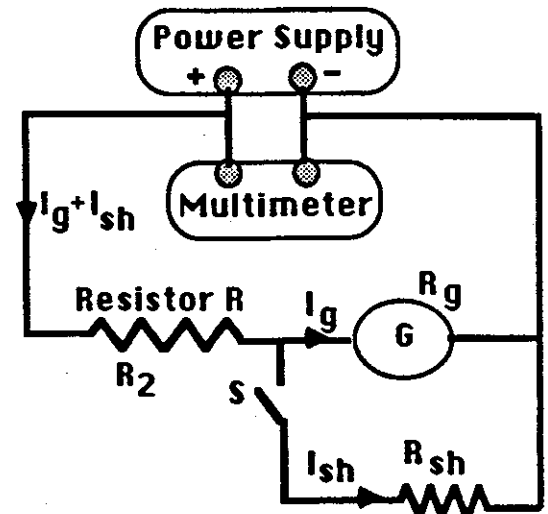 Power Supply
+ -
Multimeter
Ig+Ish
Resistor R
R2
Ig
Rg
G
S
Ish
Rsh